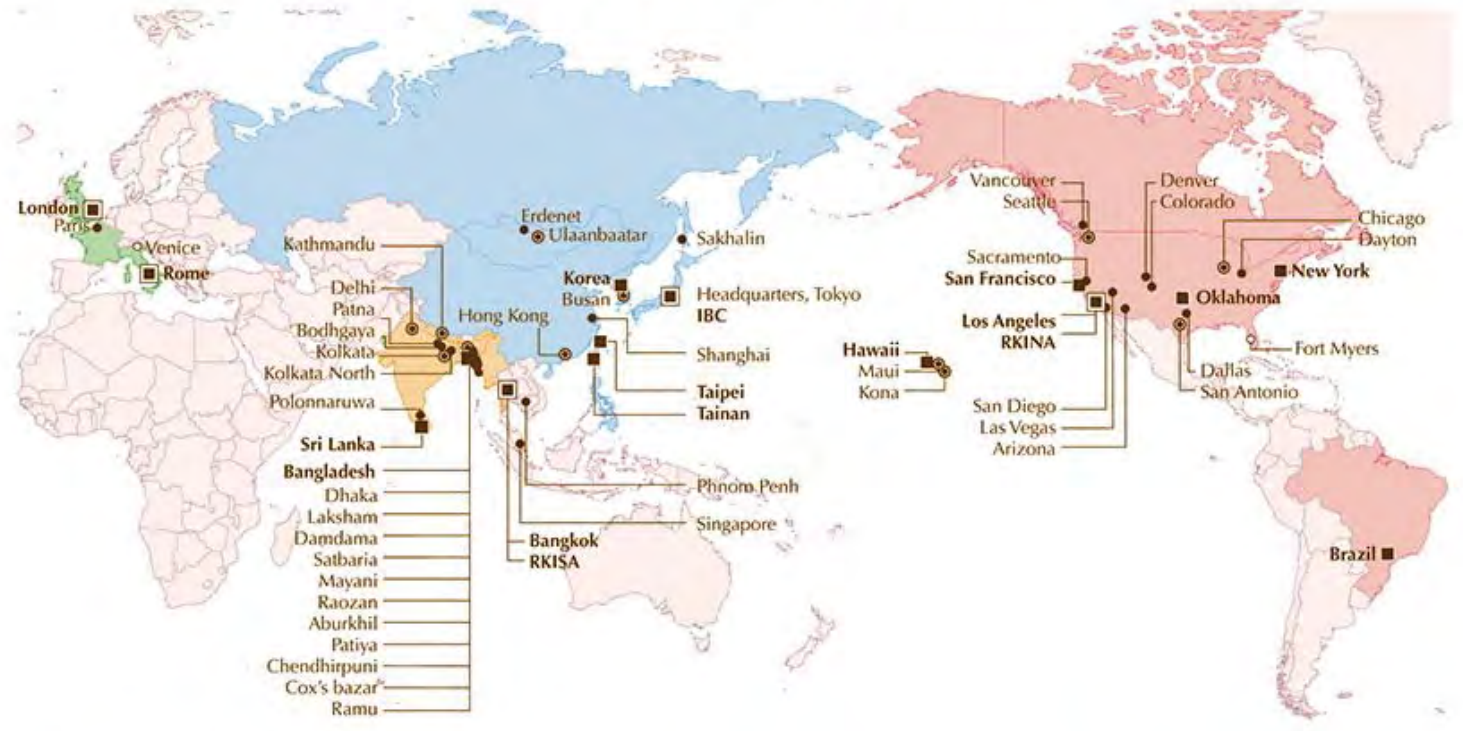 London
Paris
Venice
Rome
Kathmandu
Delhi
Patna
Bodhgaya
Kolkata
Kolkata North
Polonnaruwa
Sri Lanka
Bangladesh
Dhaka
Laksham
Damdama
Satbaria
Mayani
Raozan
Aburkhil
Patiya
Chendhirpuni
Cox's bazar
Ramu
Erdenet
Ulaanbaatar
Sakhalin
Korea
Busan
Headquarters, Tokyo
IBC
Hong Kong
Shanghai
Taipei
Tainan
Phnom Penh
Singapore
Bangkok
RKISA
Vancouver
Seattle
Denver
Colorado
Chicago
Dayton
Sacramento
San Francisco
New York
Oklahoma
Los Angeles
RKINA
Hawaii
Maui
Kona
Fort Myers
Dallas
San Antonio
San Diego
Las Vegas
Arizona
Brazil